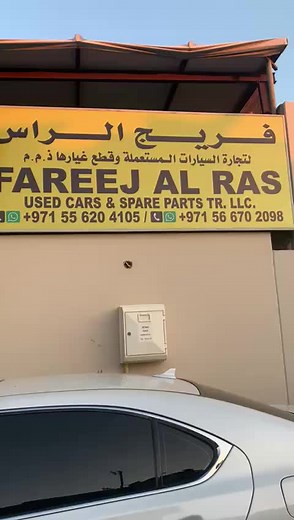 فريج الراس
لتجارة السيارات المستعملة وقطع غيارها ذ.م.م
FAREEJ AL RAS
USED CARS & SPARE PARTS TR. LLC.
+971 55 620 4105 / +971 56 670 2098